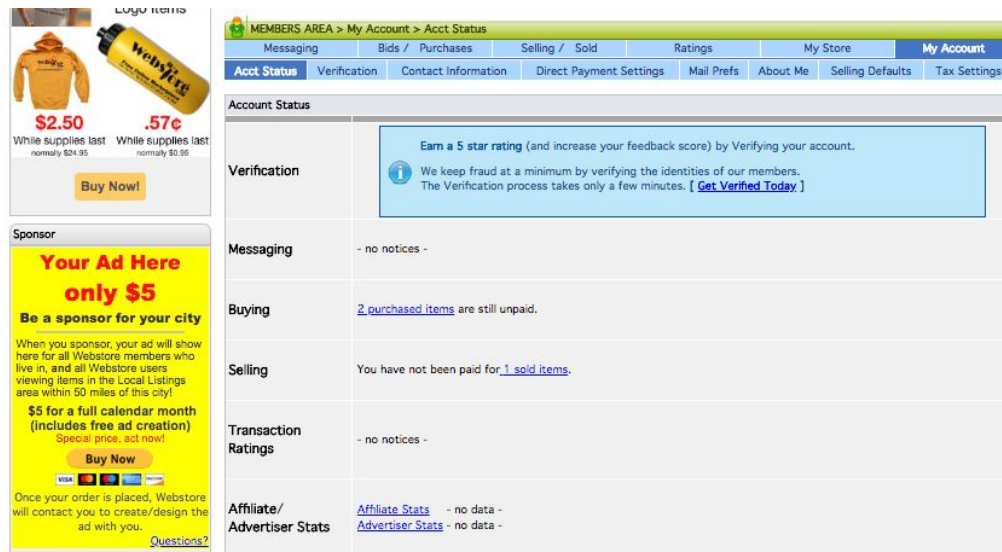 Logo Items
Webstore
$2.50
.57¢
While supplies last
While supplies last
normally $24.95
normally $0.95
Buy Now!
Sponsor
Your Ad Here
only $5
Be a sponsor for your city
When you sponsor, your ad will show
here for all Webstore members who
live in, and all Webstore users
viewing items in the Local Listings
area within 50 miles of this city!
$5 for a full calendar month
(includes free ad creation)
Special price, act now!
Buy Now
VISA
Once your order is placed, Webstore
will contact you to create/design the
ad with you.
Questions?
MEMBERS AREA > My Account > Acct Status
Messaging Bids / Purchases Selling / Sold Ratings My Store My Account
Acct Status Verification Contact Information Direct Payment Settings Mail Prefs About Me Selling Defaults Tax Settings
Account Status
Verification
Earn a 5 star rating (and increase your feedback score) by Verifying your account.
We keep fraud at a minimum by verifying the identities of our members.
The Verification process takes only a few minutes. [ Get Verified Today ]
Messaging
- no notices -
Buying
2 purchased items are still unpaid.
Selling
You have not been paid for 1 sold items.
Transaction
Ratings
- no notices -
Affiliate/
Advertiser Stats
Affiliate Stats - no data -
Advertiser Stats - no data -